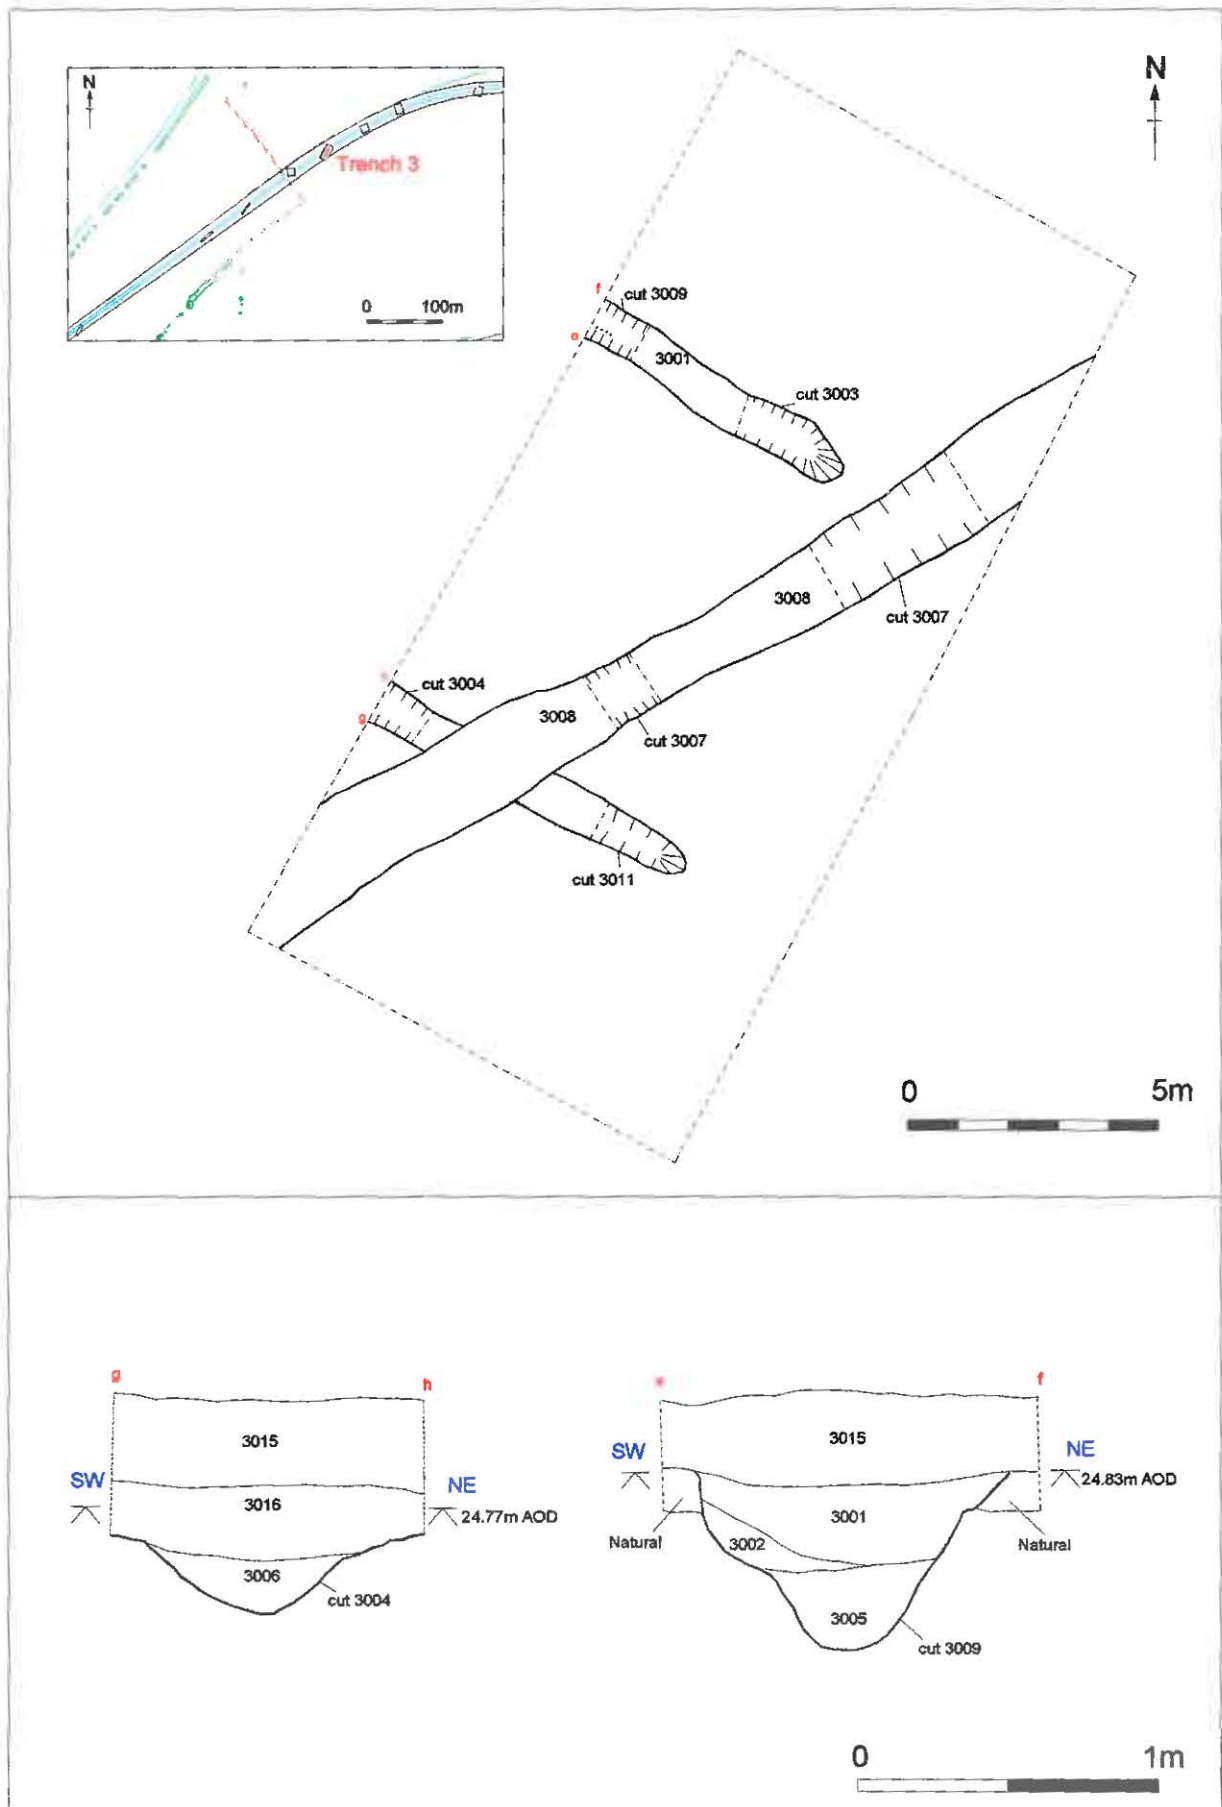 N
Trench 3
0 100m
N
f
cut 3009
e
3001
cut 3003
3008
cut 3007
cut 3004
g
3008
cut 3007
cut 3011
0 5m
g h
3015
SW NE
3016
24.77m AOD
3006
cut 3004
f
3015
SW NE
24.83m AOD
3001
Natural
3002
Natural
3005
cut 3009
0 1m